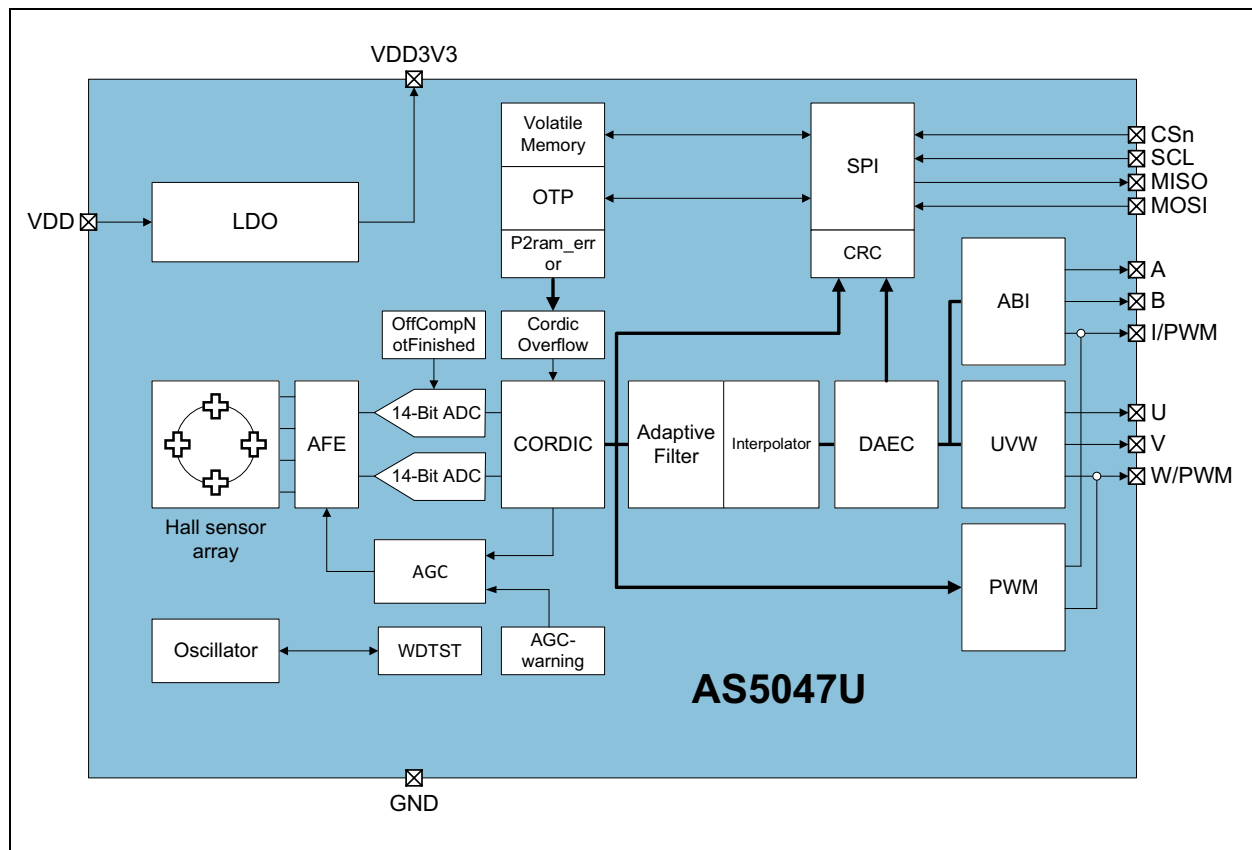 VDD3V3
VDD
LDO
Volatile
Memory
OTP
P2ram_err
or
SPI
CRC
CSn
SCL
MISO
MOSI
OffCompN
otFinished
Cordic
Overflow
ABI
A
B
I/PWM
AFE
14-Bit ADC
14-Bit ADC
CORDIC
Adaptive
Filter
Interpolator
DAEC
UVW
U
V
W/PWM
Hall sensor
array
AGC
PWM
Oscillator
WDTST
AGC-
warning
AS5047U
GND